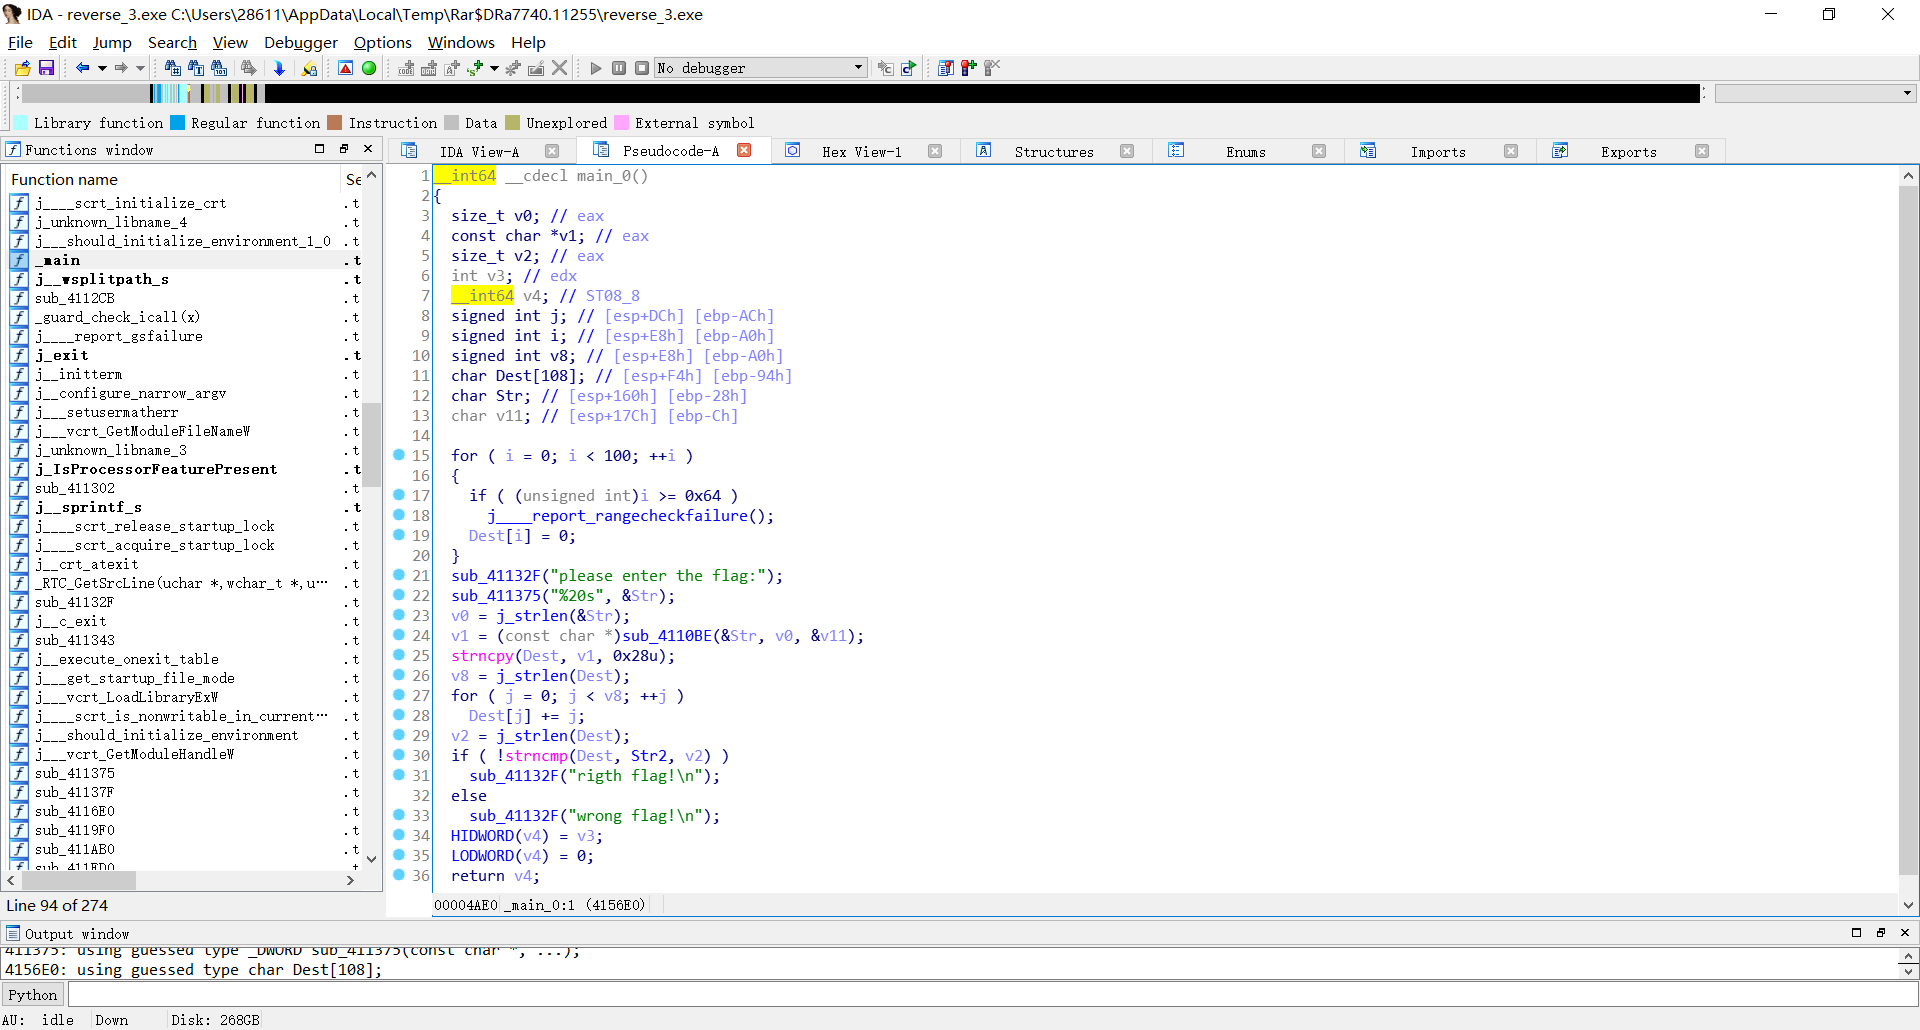 IDA - reverse_3.exe C:\Users\28611\AppData\Local\Temp\Rar$DRa7740.11255\reverse_3.exe
File Edit Jump Search View Debugger Options Windows Help
No debugger
Library function Regular function Instruction Data Unexplored External symbol
Functions window
Function name Se
j____scrt_initialize_crt .t
j_unknown_libname_4 .t
j___should_initialize_environment_1_0 .t
_main .t
j__wsplitpath_s .t
sub_4112CB .t
_guard_check_icall(x) .t
j____report_gsfailure .t
j_exit .t
j__initterm .t
j__configure_narrow_argv .t
j___setusermatherr .t
j___vcrt_GetModuleFileNameW .t
j_unknown_libname_3 .t
j_IsProcessorFeaturePresent .t
sub_411302 .t
j__sprintf_s .t
j____scrt_release_startup_lock .t
j____scrt_acquire_startup_lock .t
j__crt_atexit .t
_RTC_GetSrcLine(uchar *,wchar_t *,u… .t
sub_41132F .t
j__c_exit .t
sub_411343 .t
j__execute_onexit_table .t
j___get_startup_file_mode .t
j___vcrt_LoadLibraryExW .t
j____scrt_is_nonwritable_in_current… .t
j___should_initialize_environment .t
j___vcrt_GetModuleHandleW .t
sub_411375 .t
sub_41137F .t
sub_4116E0 .t
sub_4119F0 .t
sub_411AB0 .t
Line 94 of 274
IDA View-A Pseudocode-A Hex View-1 Structures Enums Imports Exports
1 __int64 __cdecl main_0()
2 {
3 size_t v0; // eax
4 const char *v1; // eax
5 size_t v2; // eax
6 int v3; // edx
7 __int64 v4; // ST08_8
8 signed int j; // [esp+DCh] [ebp-ACh]
9 signed int i; // [esp+E8h] [ebp-A0h]
10 signed int v8; // [esp+E8h] [ebp-A0h]
11 char Dest[108]; // [esp+F4h] [ebp-94h]
12 char Str; // [esp+160h] [ebp-28h]
13 char v11; // [esp+17Ch] [ebp-Ch]
14
15 for ( i = 0; i < 100; ++i )
16 {
17 if ( (unsigned int)i >= 0x64 )
18 j____report_rangecheckfailure();
19 Dest[i] = 0;
20 }
21 sub_41132F("please enter the flag:");
22 sub_411375("%20s", &Str);
23 v0 = j_strlen(&Str);
24 v1 = (const char *)sub_4110BE(&Str, v0, &v11);
25 strncpy(Dest, v1, 0x28u);
26 v8 = j_strlen(Dest);
27 for ( j = 0; j < v8; ++j )
28 Dest[j] += j;
29 v2 = j_strlen(Dest);
30 if ( !strncmp(Dest, Str2, v2) )
31 sub_41132F("rigth flag!\n");
32 else
33 sub_41132F("wrong flag!\n");
34 HIDWORD(v4) = v3;
35 LODWORD(v4) = 0;
36 return v4;
00004AE0 _main_0:1 (4156E0)
Output window
411375: using guessed type _DWORD sub_411375(const char *, ...);
4156E0: using guessed type char Dest[108];
Python
AU: idle Down Disk: 268GB